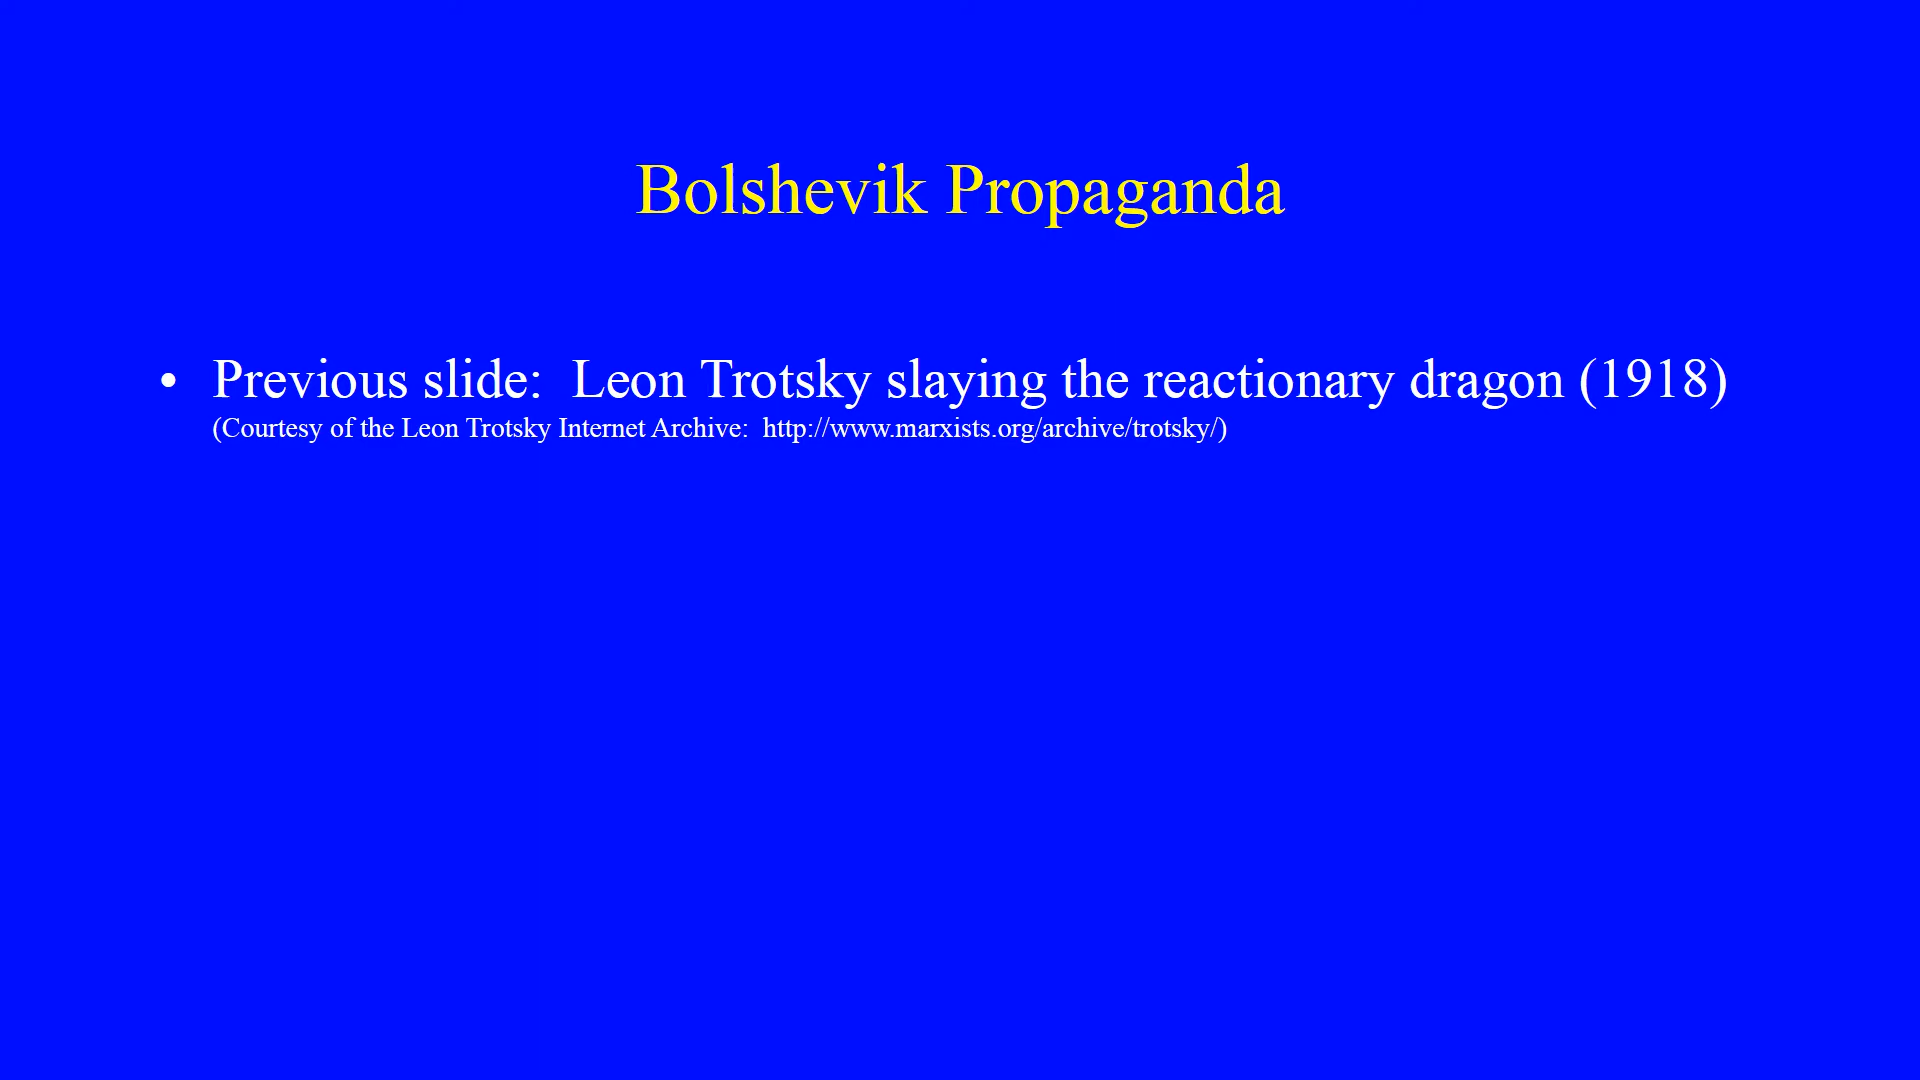 Bolshevik Propaganda
• Previous slide:  Leon Trotsky slaying the reactionary dragon (1918)
(Courtesy of the Leon Trotsky Internet Archive:  http://www.marxists.org/archive/trotsky/)